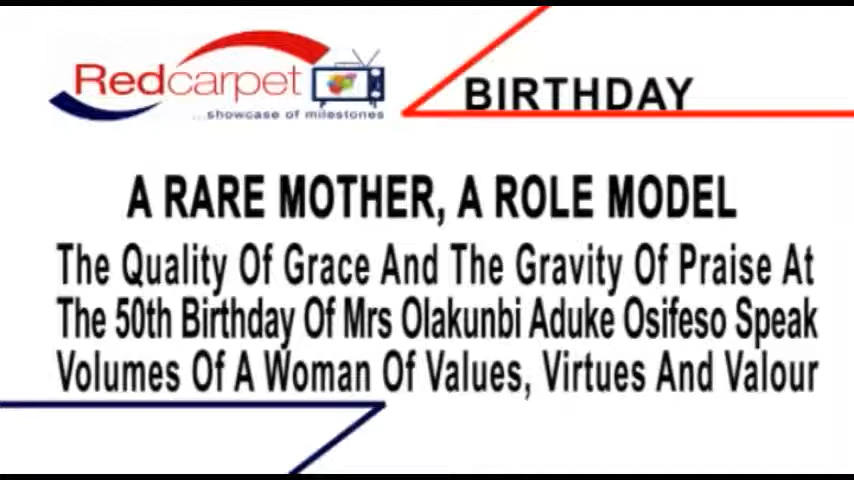 Redcarpet
...showcase of milestones
BIRTHDAY
A RARE MOTHER, A ROLE MODEL
The Quality Of Grace And The Gravity Of Praise At
The 50th Birthday Of Mrs Olakunbi Aduke Osifeso Speak
Volumes Of A Woman Of Values, Virtues And Valour